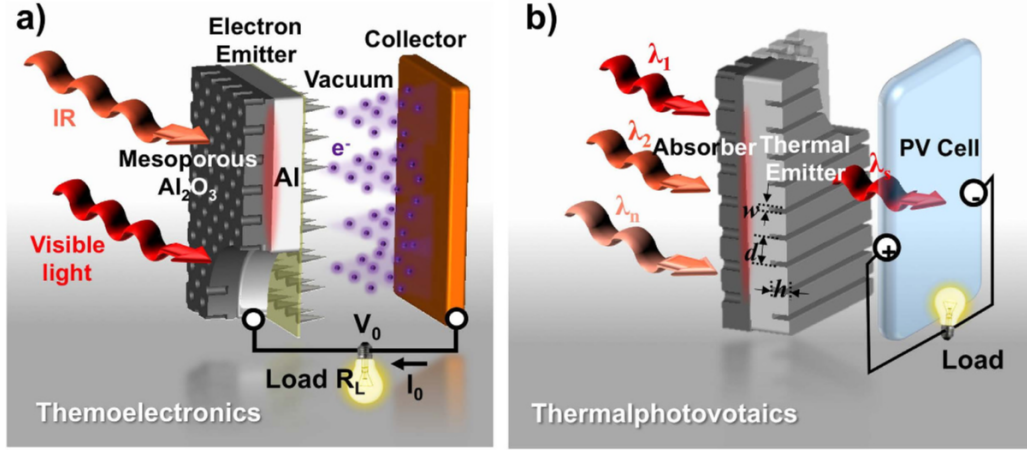 a)
Electron
Emitter
Collector
Vacuum
IR
Mesoporous
Al₂O₃
Al
e⁻
Visible
light
V₀
Load R_L
I₀
Themoelectronics
b)
λ₁
λ₂
λₙ
Absorber
Thermal
Emitter
λₛ
PV Cell
w
d
h
+
-
Load
Thermalphotovotaics